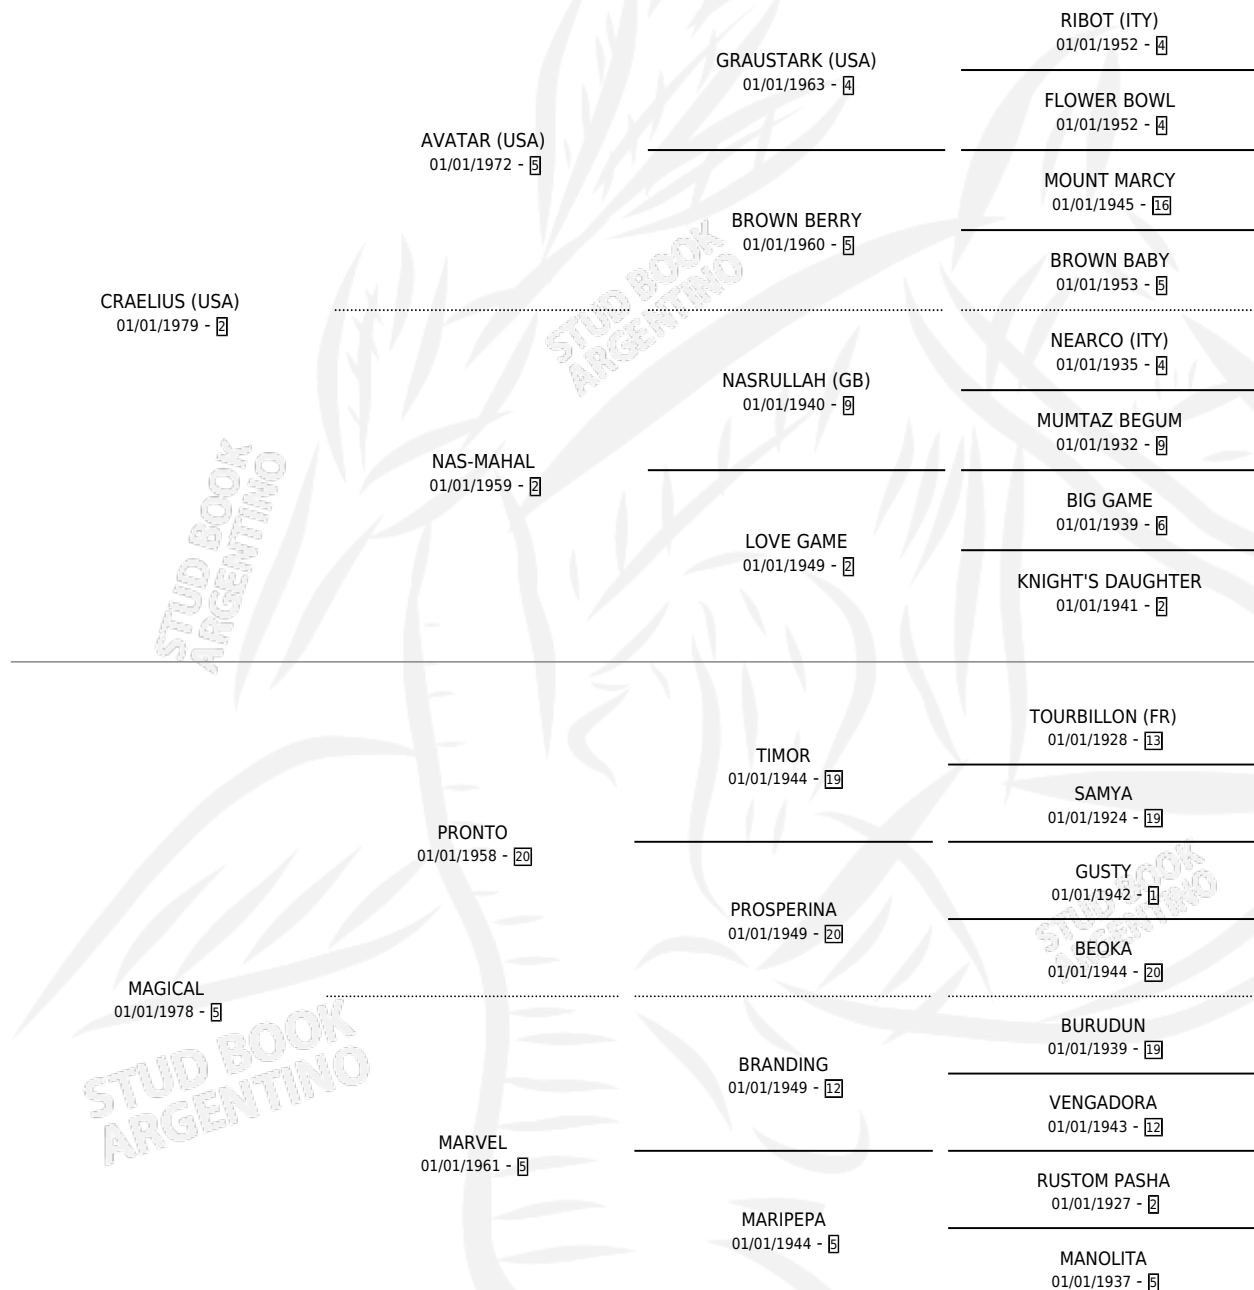 RIBOT (ITY)
01/01/1952 - 4
GRAUSTARK (USA)
01/01/1963 - 4
FLOWER BOWL
01/01/1952 - 4
AVATAR (USA)
01/01/1972 - 5
MOUNT MARCY
01/01/1945 - 16
BROWN BERRY
01/01/1960 - 5
BROWN BABY
01/01/1953 - 5
CRAELIUS (USA)
01/01/1979 - 2
STUD BOOK
ARGENTINO
NEARCO (ITY)
01/01/1935 - 4
NASRULLAH (GB)
01/01/1940 - 9
MUMTAZ BEGUM
01/01/1932 - 9
NAS-MAHAL
01/01/1959 - 2
BIG GAME
01/01/1939 - 6
LOVE GAME
01/01/1949 - 2
KNIGHT'S DAUGHTER
01/01/1941 - 2
STUD BOOK
ARGENTINO
TOURBILLON (FR)
01/01/1928 - 13
TIMOR
01/01/1944 - 19
SAMYA
01/01/1924 - 19
PRONTO
01/01/1958 - 20
GUSTY
01/01/1942 - 1
PROSPERINA
01/01/1949 - 20
BEOKA
01/01/1944 - 20
STUD BOOK
ARGENTINO
MAGICAL
01/01/1978 - 5
STUD BOOK
ARGENTINO
BURUDUN
01/01/1939 - 19
BRANDING
01/01/1949 - 12
VENGADORA
01/01/1943 - 12
MARVEL
01/01/1961 - 5
RUSTOM PASHA
01/01/1927 - 2
MARIPEPA
01/01/1944 - 5
MANOLITA
01/01/1937 - 5